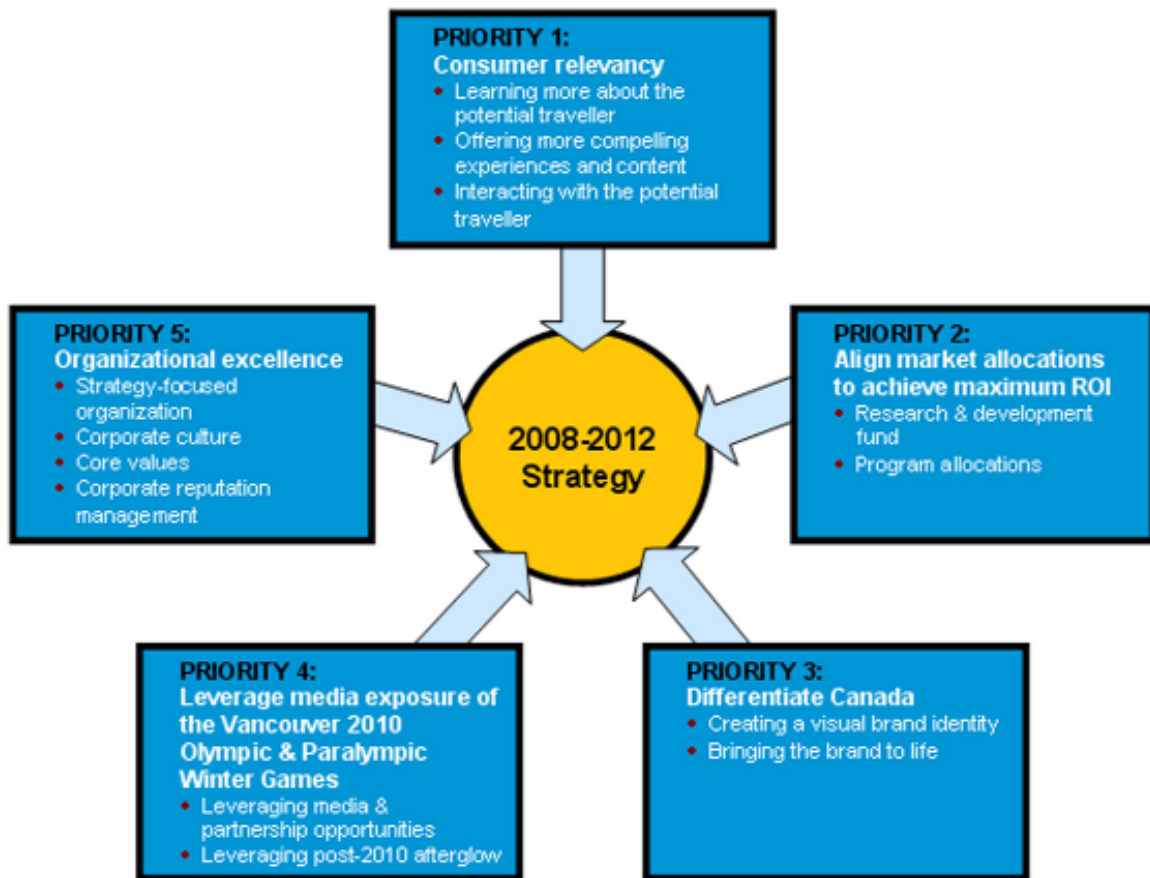 PRIORITY 1:
Consumer relevancy
• Learning more about the
potential traveller
• Offering more compelling
experiences and content
• Interacting with the potential
traveller
PRIORITY 2:
Align market allocations
to achieve maximum ROI
• Research & development
fund
• Program allocations
PRIORITY 3:
Differentiate Canada
• Creating a visual brand identity
• Bringing the brand to life
PRIORITY 4:
Leverage media exposure of
the Vancouver 2010
Olympic & Paralympic
Winter Games
• Leveraging media &
partnership opportunities
• Leveraging post-2010 afterglow
PRIORITY 5:
Organizational excellence
• Strategy-focused
organization
• Corporate culture
• Core values
• Corporate reputation
management
2008-2012
Strategy